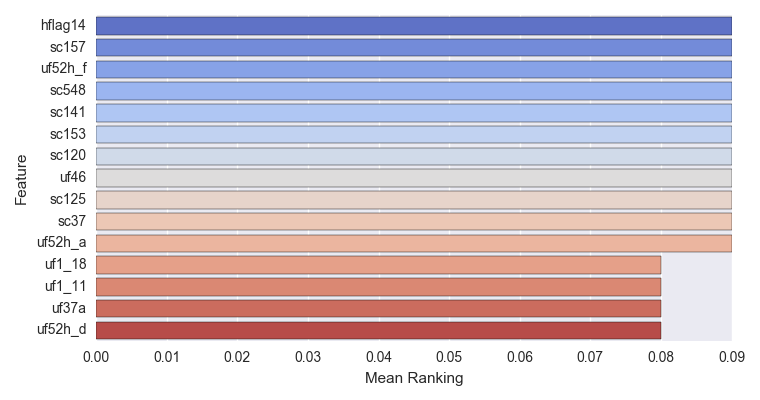 hflag14
sc157
uf52h_f
sc548
sc141
sc153
sc120
uf46
sc125
sc37
uf52h_a
uf1_18
uf1_11
uf37a
uf52h_d
Feature
0.00 0.01 0.02 0.03 0.04 0.05 0.06 0.07 0.08 0.09
Mean Ranking